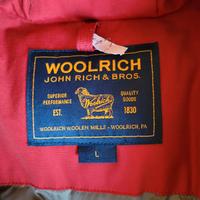 WOOLRICH
JOHN RICH & BROS.
SUPERIOR PERFORMANCE
QUALITY GOODS
Woolrich
EST. 1830
WOOLRICH WOOLEN MILLS - WOOLRICH, PA
L